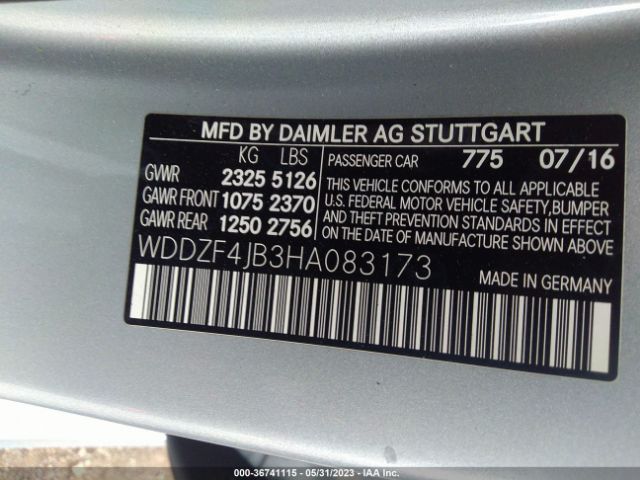 MFD BY DAIMLER AG STUTTGART
KG LBS
GVWR 2325 5126
GAWR FRONT 1075 2370
GAWR REAR 1250 2756
PASSENGER CAR 775 07/16
THIS VEHICLE CONFORMS TO ALL APPLICABLE
U.S. FEDERAL MOTOR VEHICLE SAFETY, BUMPER
AND THEFT PREVENTION STANDARDS IN EFFECT
ON THE DATE OF MANUFACTURE SHOWN ABOVE.
WDDZF4JB3HA083173
MADE IN GERMANY
000-36741115 - 05/31/2023 - IAA Inc.